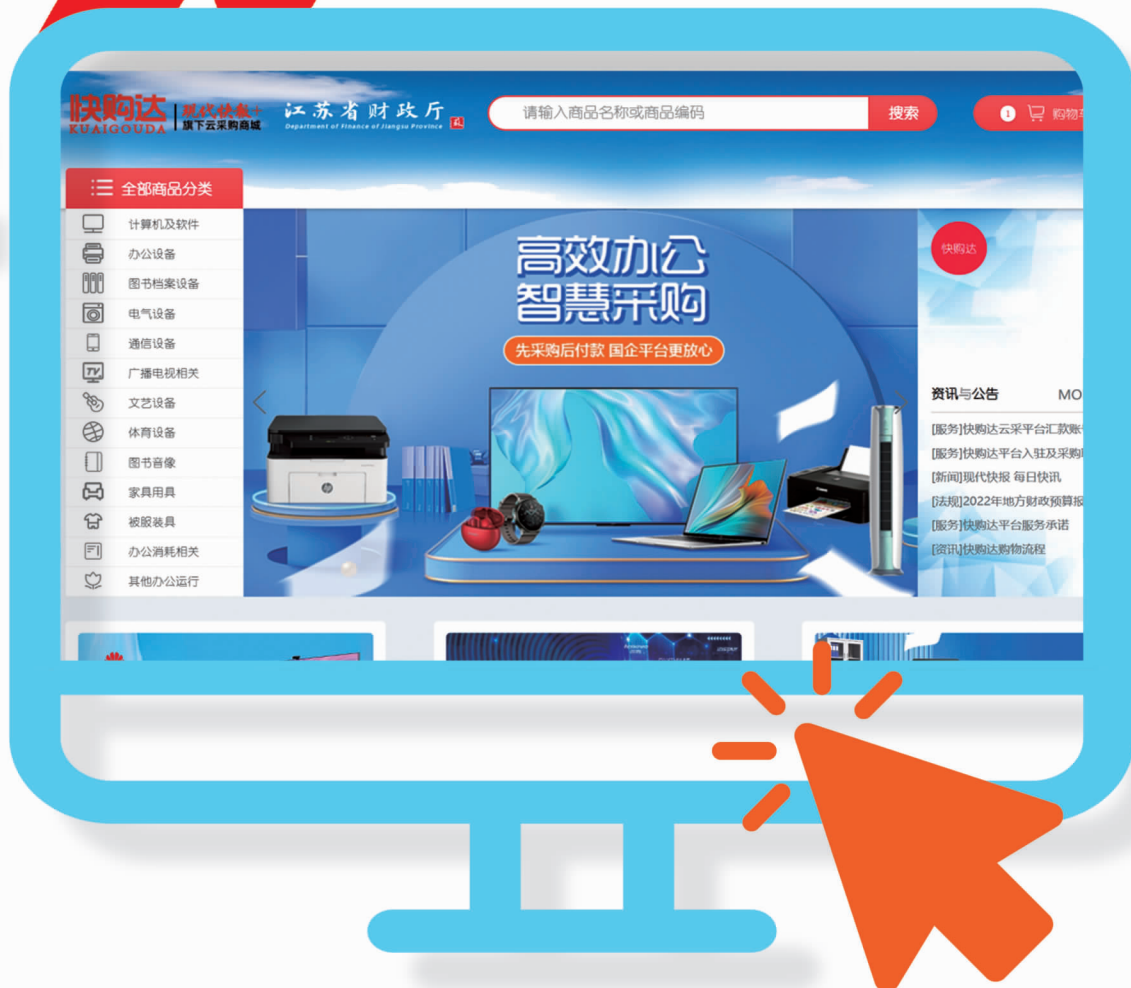 快购达
KUAIGOUDA
现代快报+
旗下云采购商城
江苏省财政厅
Department of Finance of Jiangsu Province
请输入商品名称或商品编码
搜索
1
购物车
全部商品分类
计算机及软件
办公设备
图书档案设备
电气设备
通信设备
TV
广播电视相关
文艺设备
体育设备
图书音像
家具用具
被服装具
办公消耗相关
其他办公运行
高效办公
智慧采购
先采购后付款 国企平台更放心
hp
Canon
快购达
资讯与公告
MO
[服务]快购达云采平台汇款账
[服务]快购达平台入驻及采购
[新闻]现代快报 每日快讯
[法规]2022年地方财政预算报
[服务]快购达平台服务承诺
[资讯]快购达购物流程